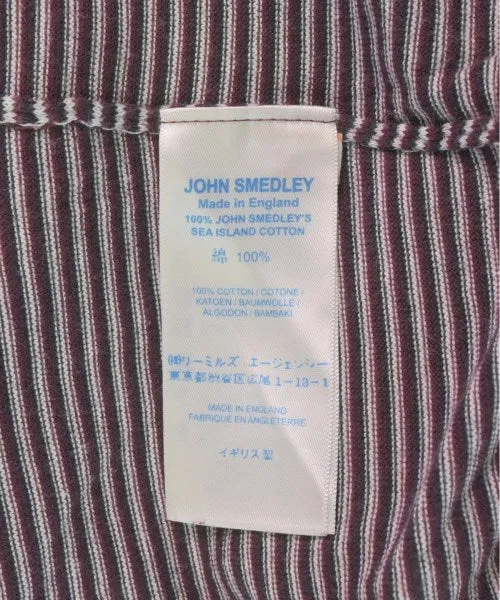 JOHN SMEDLEY
Made in England
100% JOHN SMEDLEY'S
SEA ISLAND COTTON
綿 100%
100% COTTON / COTONE /
KATOEN / BAUMWOLLE /
ALGODON / BAMBAKI
㈱リーミルズ エージェンシー
東京都渋谷区広尾1-13-1
MADE IN ENGLAND
FABRIQUE EN ANGLETERRE
イギリス製